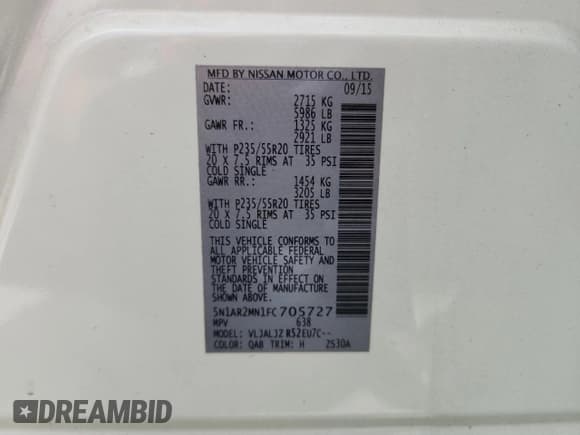 MFD BY NISSAN MOTOR CO., LTD.
DATE: 09/15
GVWR: 2715 KG
5986 LB
GAWR FR.: 1325 KG
2921 LB
WITH P235/55R20 TIRES
20 X 7.5 RIMS AT 35 PSI
COLD SINGLE
GAWR RR.: 1454 KG
3205 LB
WITH P235/55R20 TIRES
20 X 7.5 RIMS AT 35 PSI
COLD SINGLE
THIS VEHICLE CONFORMS TO
ALL APPLICABLE FEDERAL
MOTOR VEHICLE SAFETY AND
THEFT PREVENTION
STANDARDS IN EFFECT ON
THE DATE OF MANUFACTURE
SHOWN ABOVE.
5N1AR2MN1FC705727
MPV 638
MODEL: VLJALJZ R52EU7C--
COLOR: QAB TRIM: H 2530A
DREAMBID